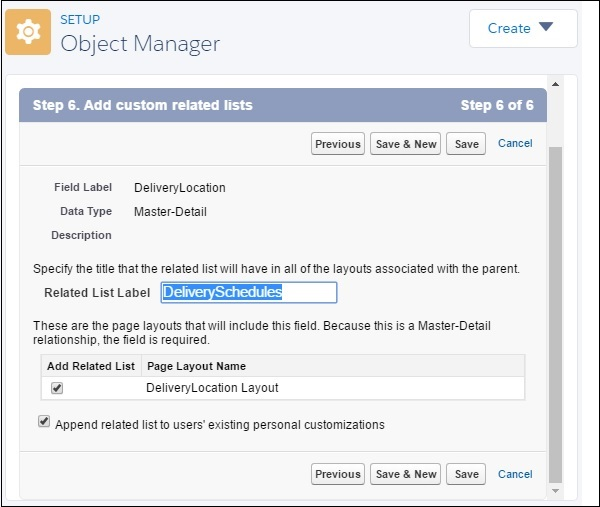 SETUP
Object Manager
Create
Step 6. Add custom related lists Step 6 of 6
Previous Save & New Save Cancel
Field Label DeliveryLocation
Data Type Master-Detail
Description
Specify the title that the related list will have in all of the layouts associated with the parent.
Related List Label DeliverySchedules
These are the page layouts that will include this field. Because this is a Master-Detail
relationship, the field is required.
Add Related List Page Layout Name
DeliveryLocation Layout
Append related list to users' existing personal customizations
Previous Save & New Save Cancel